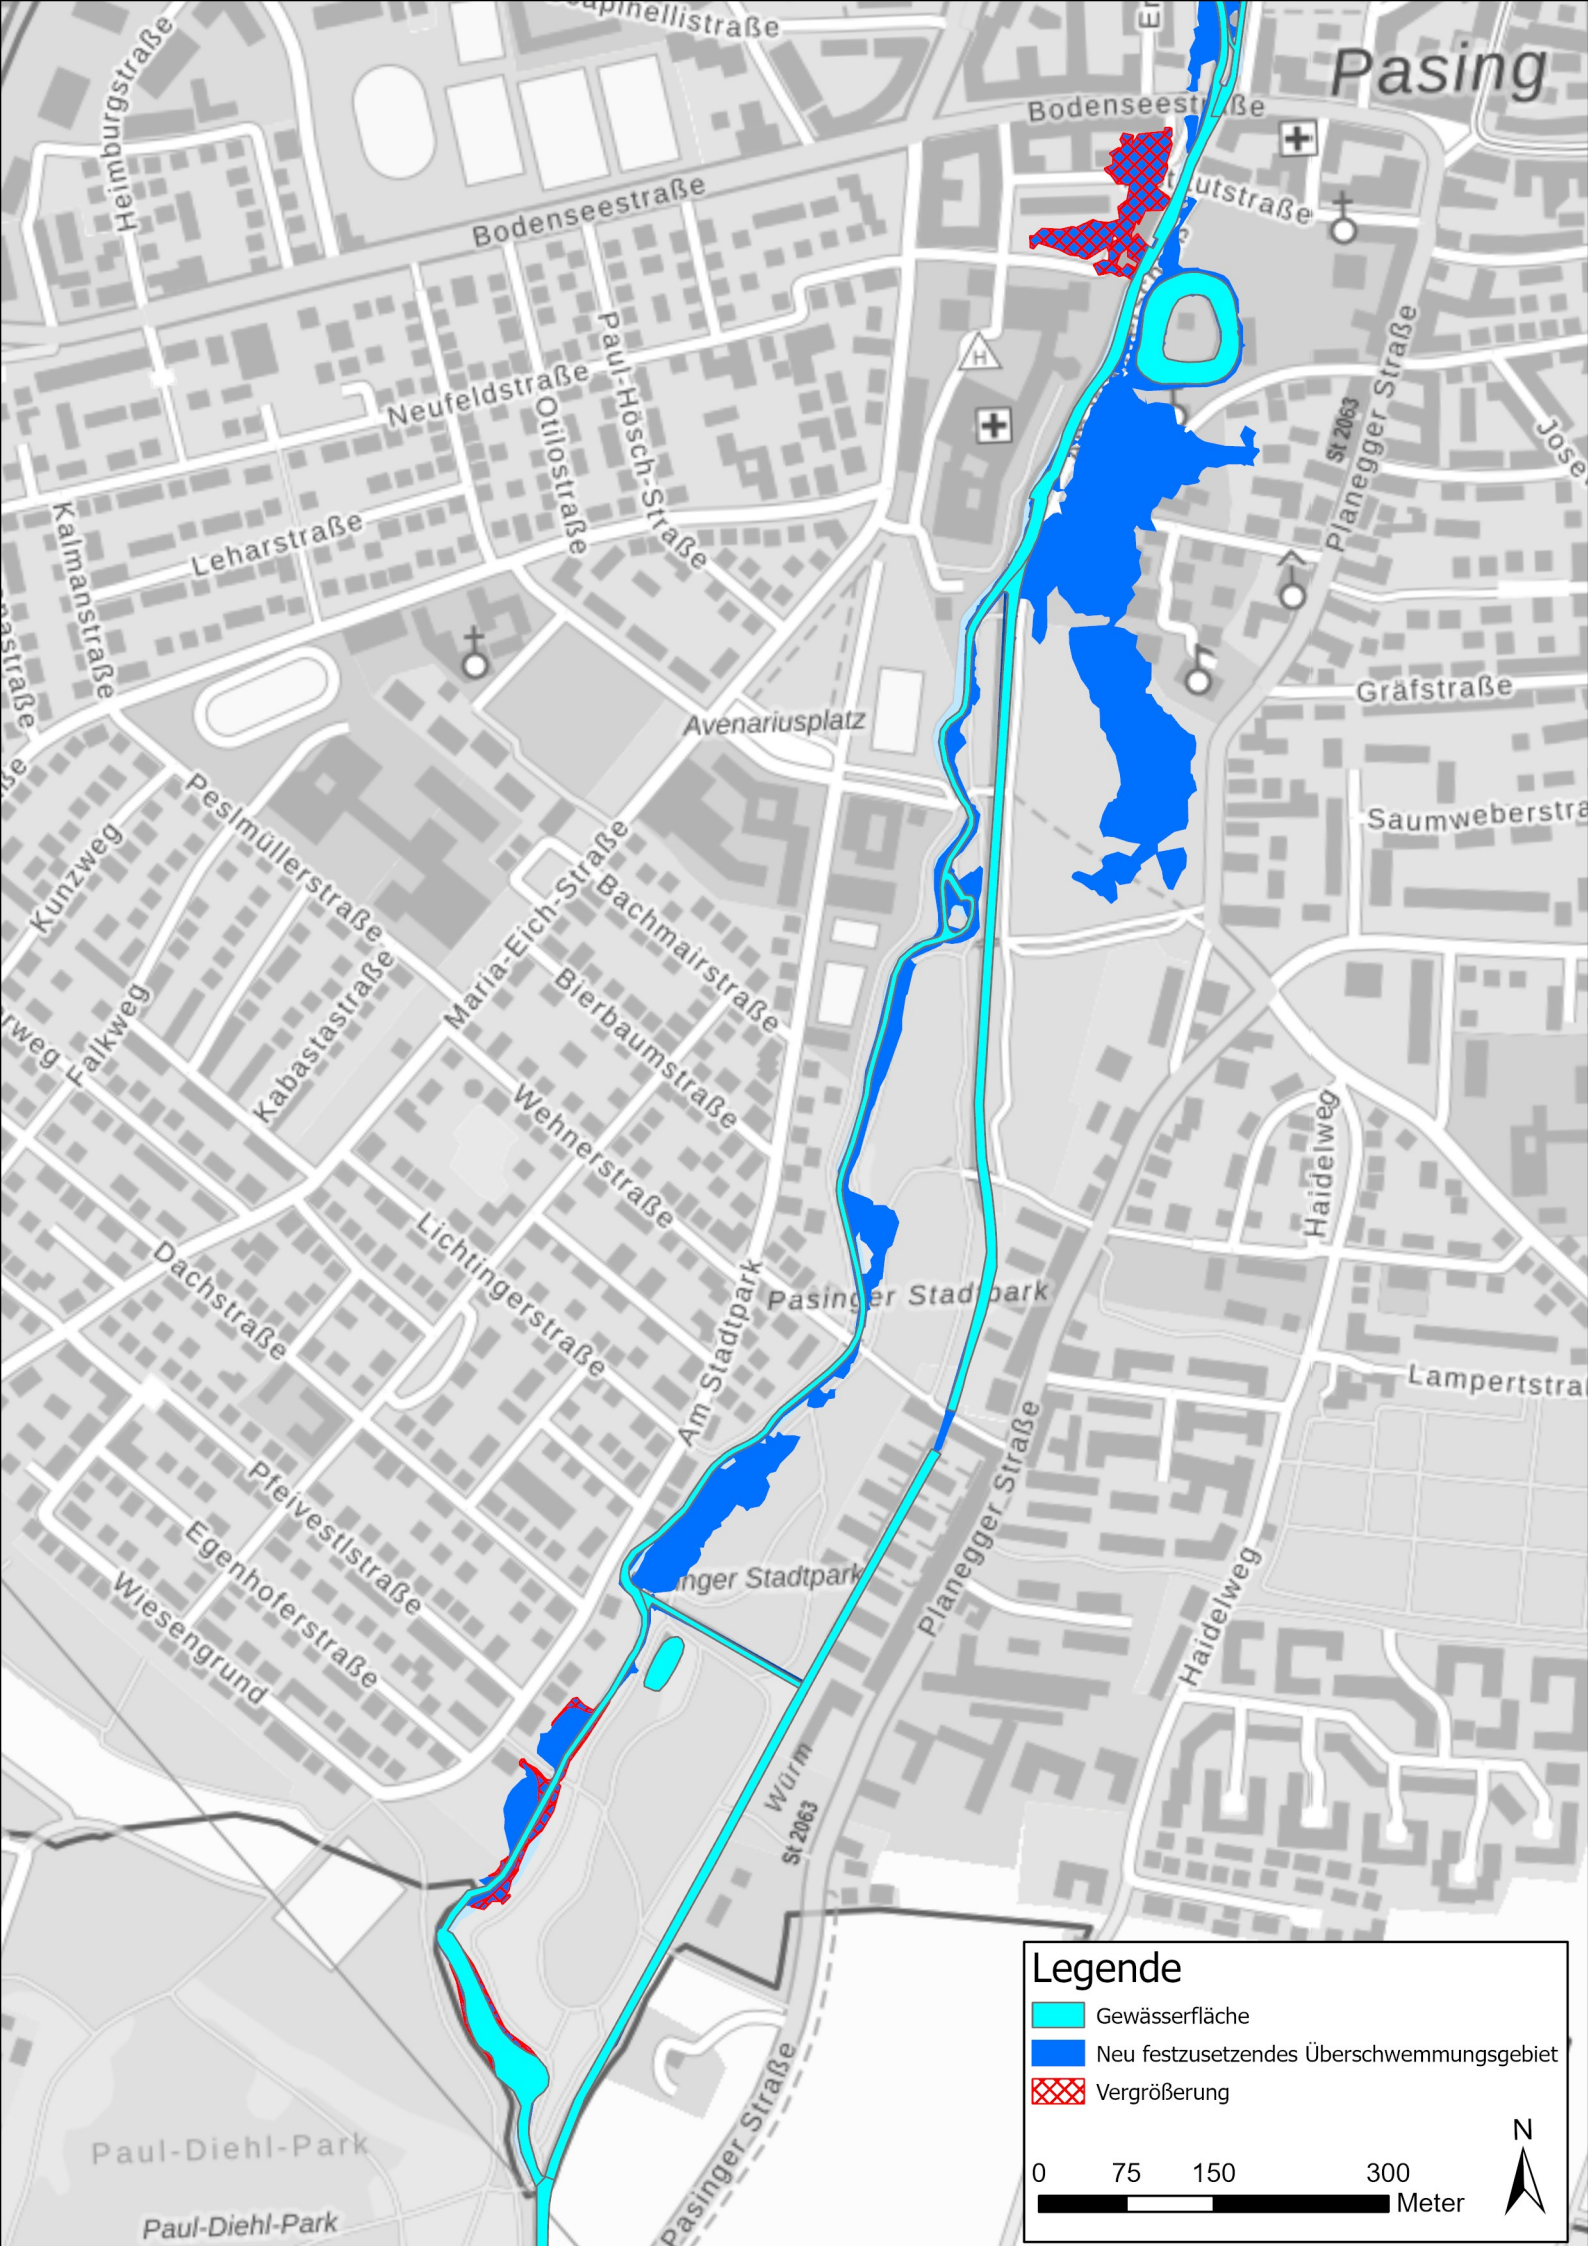 Pasing
Bodenseestraße
Heimburgstraße
Bodenseestraße
lutstraße
Planegger Straße
St 2063
H
Neufeldstraße
Paul-Hösch-Straße
Otilostraße
Leharstraße
Kalmanstraße
Gräfstraße
Avenariusplatz
Saumweberstra
Peslmüllerstraße
Kunzweg
Maria-Eich-Straße
Bachmairstraße
Bierbaumstraße
Falkweg
Kabastastraße
Wehnerstraße
Haidelweg
Lichtingerstraße
Dachstraße
Am Stadtpark
Pasinger Stadtpark
Lampertstra
Planegger Straße
Pfeivestlstraße
Egenhoferstraße
Wiesengrund
inger Stadtpark
Haidelweg
Würm
St 2063
Pasinger Straße
Paul-Diehl-Park
Paul-Diehl-Park
Legende
Gewässerfläche
Neu festzusetzendes Überschwemmungsgebiet
Vergrößerung
N
0 75 150 300
Meter